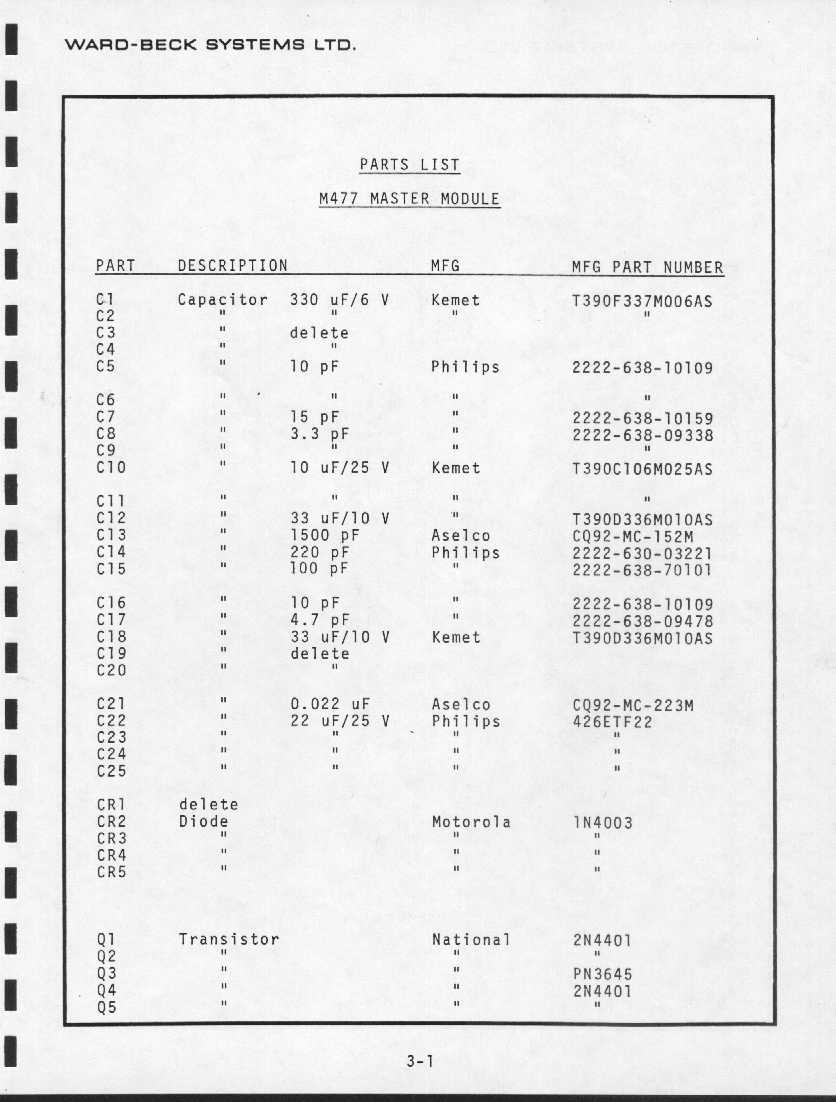 WARD-BECK SYSTEMS LTD.
PARTS LIST
M477 MASTER MODULE
PART DESCRIPTION MFG MFG PART NUMBER
C1 Capacitor 330 uF/6 V Kemet T390F337M006AS
C2 " " " "
C3 " delete
C4 " "
C5 " 10 pF Philips 2222-638-10109
C6 " " " "
C7 " 15 pF " 2222-638-10159
C8 " 3.3 pF " 2222-638-09338
C9 " " " "
C10 " 10 uF/25 V Kemet T390C106M025AS
C11 " " " "
C12 " 33 uF/10 V " T390D336M010AS
C13 " 1500 pF Aselco CQ92-MC-152M
C14 " 220 pF Philips 2222-630-03221
C15 " 100 pF " 2222-638-70101
C16 " 10 pF " 2222-638-10109
C17 " 4.7 pF " 2222-638-09478
C18 " 33 uF/10 V Kemet T390D336M010AS
C19 " delete
C20 " "
C21 " 0.022 uF Aselco CQ92-MC-223M
C22 " 22 uF/25 V Philips 426ETF22
C23 " " " "
C24 " " " "
C25 " " " "
CR1 delete
CR2 Diode Motorola 1N4003
CR3 " " "
CR4 " " "
CR5 " " "
Q1 Transistor National 2N4401
Q2 " " "
Q3 " " PN3645
Q4 " " 2N4401
Q5 " " "
3-1